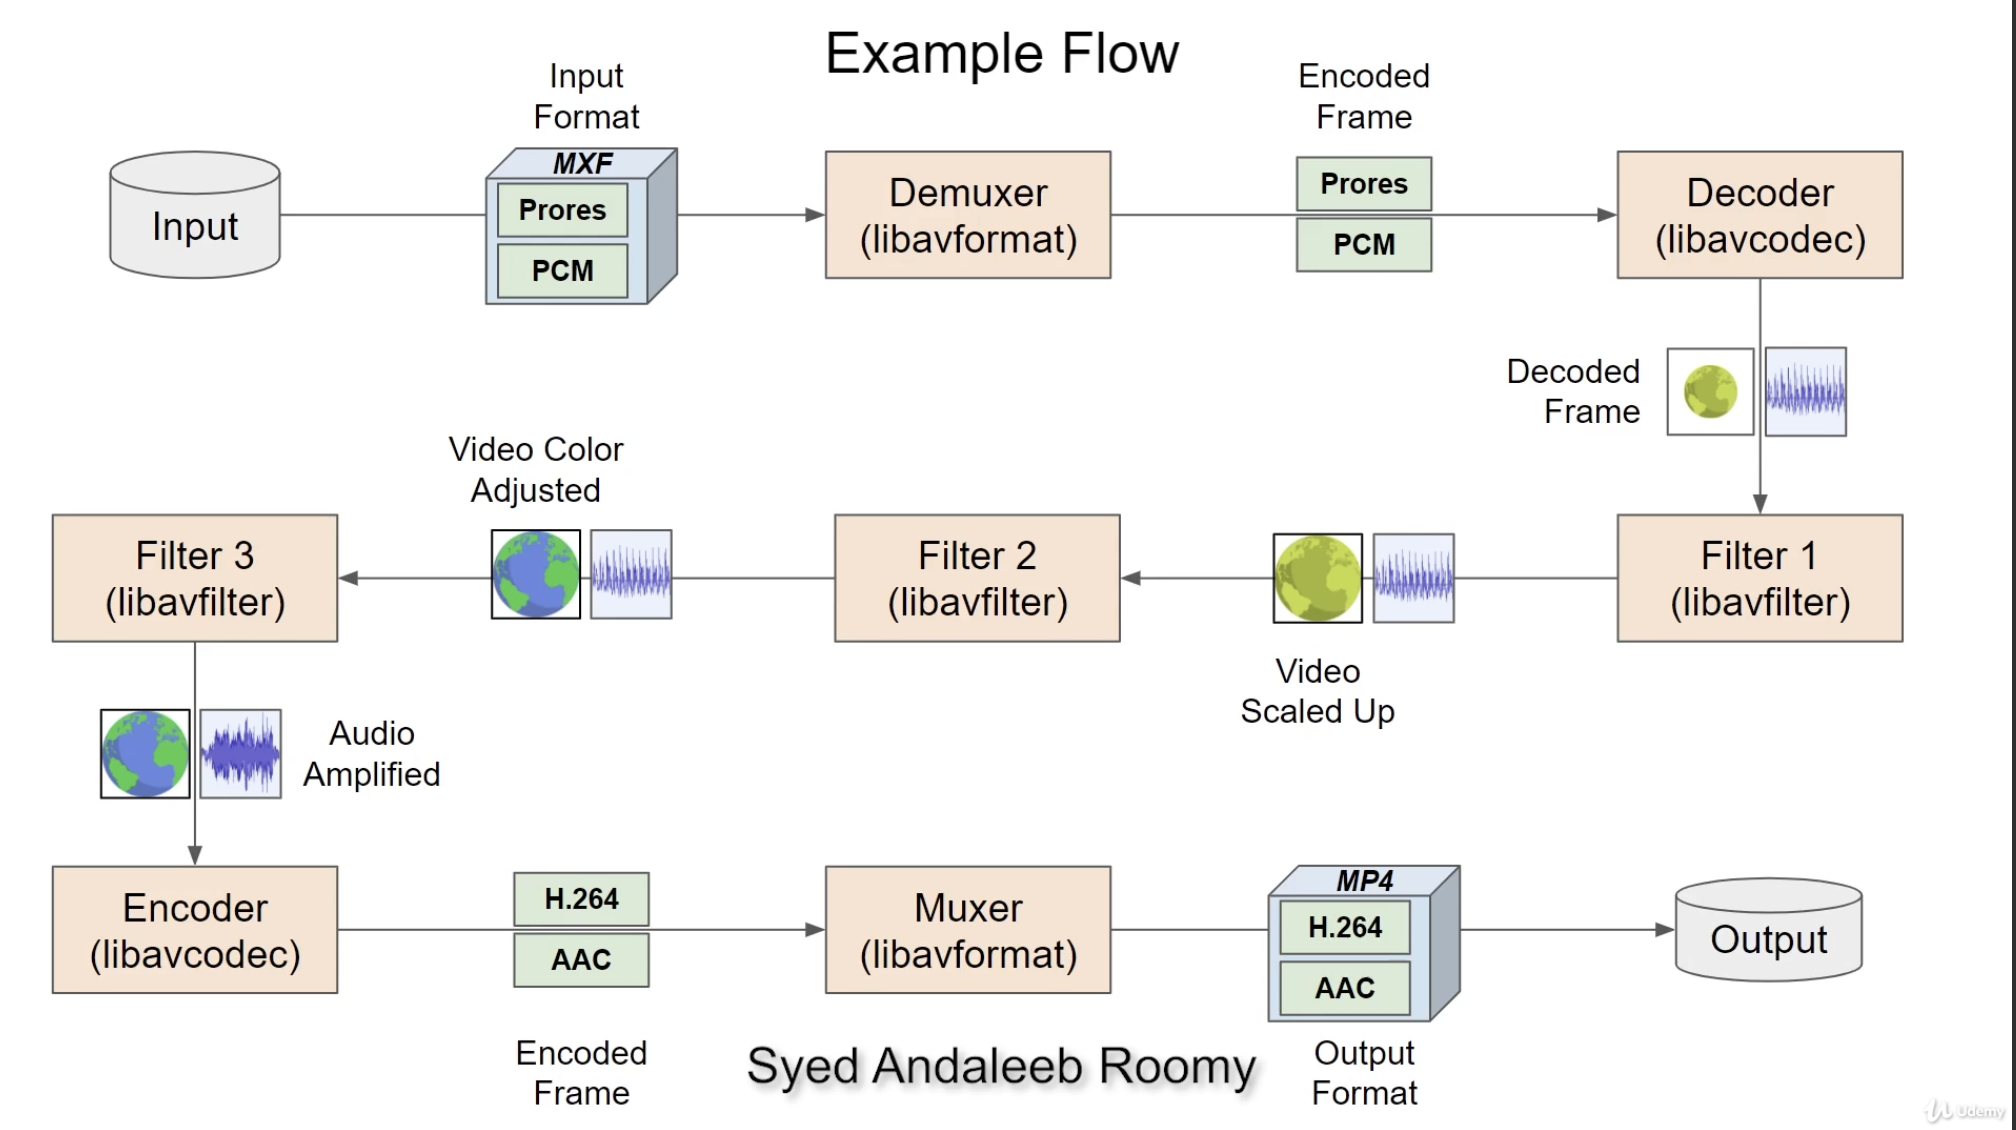 Example Flow
Input
Format
Encoded
Frame
Input
MXF
Prores
PCM
Demuxer
(libavformat)
Prores
PCM
Decoder
(libavcodec)
Decoded
Frame
Video Color
Adjusted
Filter 3
(libavfilter)
Filter 2
(libavfilter)
Filter 1
(libavfilter)
Video
Scaled Up
Audio
Amplified
Encoder
(libavcodec)
H.264
AAC
Muxer
(libavformat)
MP4
H.264
AAC
Output
Encoded
Frame
Syed Andaleeb Roomy
Output
Format
Udemy